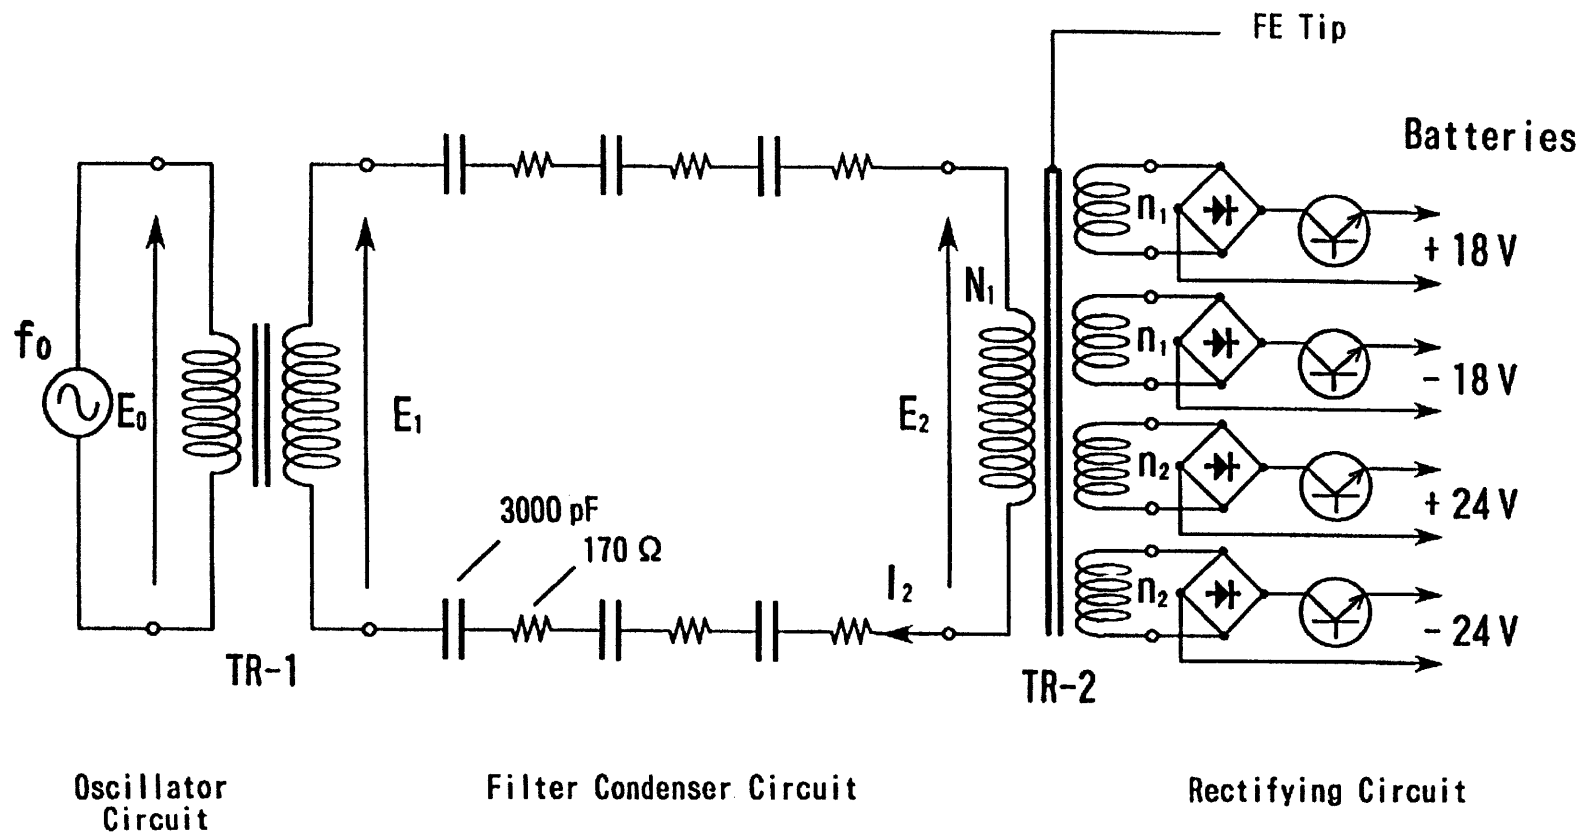 FE Tip
Batteries
n₁
+ 18 V
N₁
n₁
- 18 V
f₀
E₀
E₁
E₂
n₂
+ 24 V
3000 pF
170 Ω
I₂
n₂
- 24 V
TR-1
TR-2
Oscillator
Circuit
Filter Condenser Circuit
Rectifying Circuit